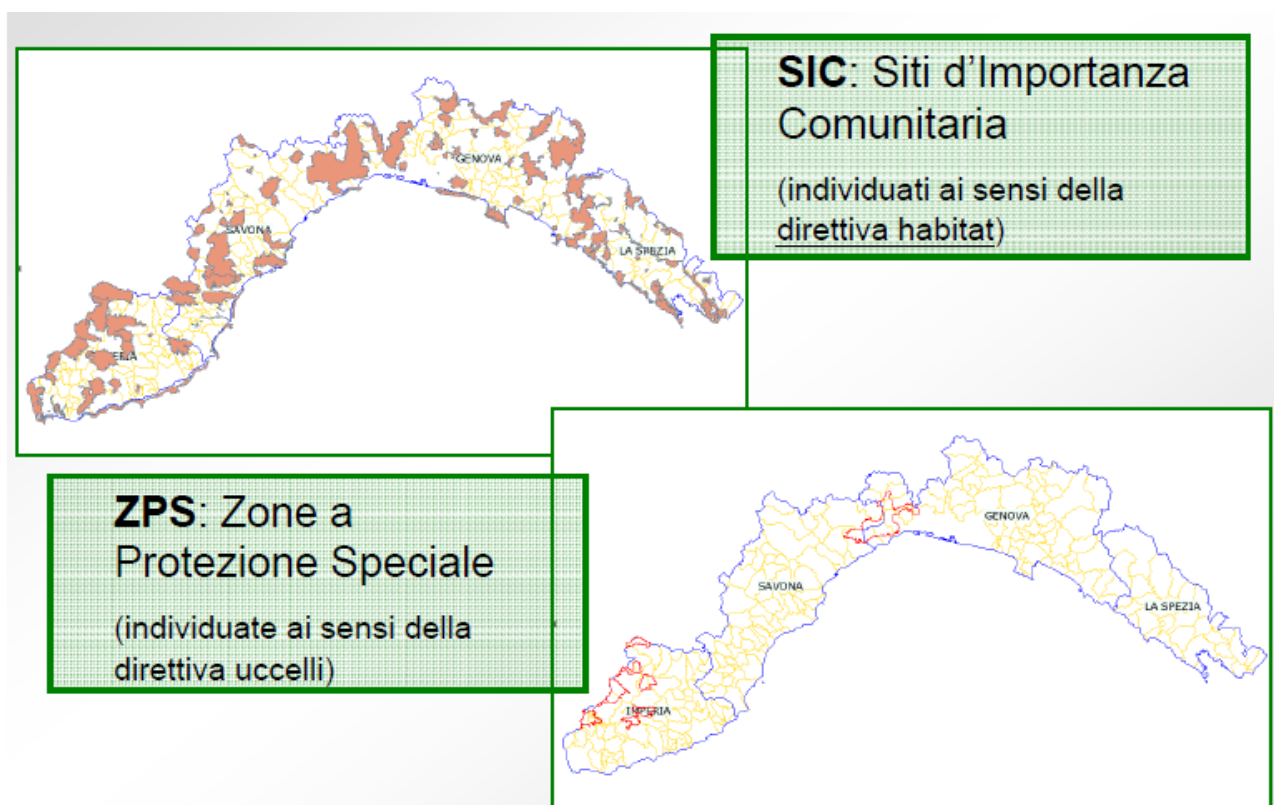 SIC: Siti d'Importanza
Comunitaria
(individuati ai sensi della
direttiva habitat)
GENOVA
SAVONA
LA SPEZIA
ZPS: Zone a
Protezione Speciale
(individuate ai sensi della
direttiva uccelli)
GENOVA
SAVONA
LA SPEZIA
IMPERIA